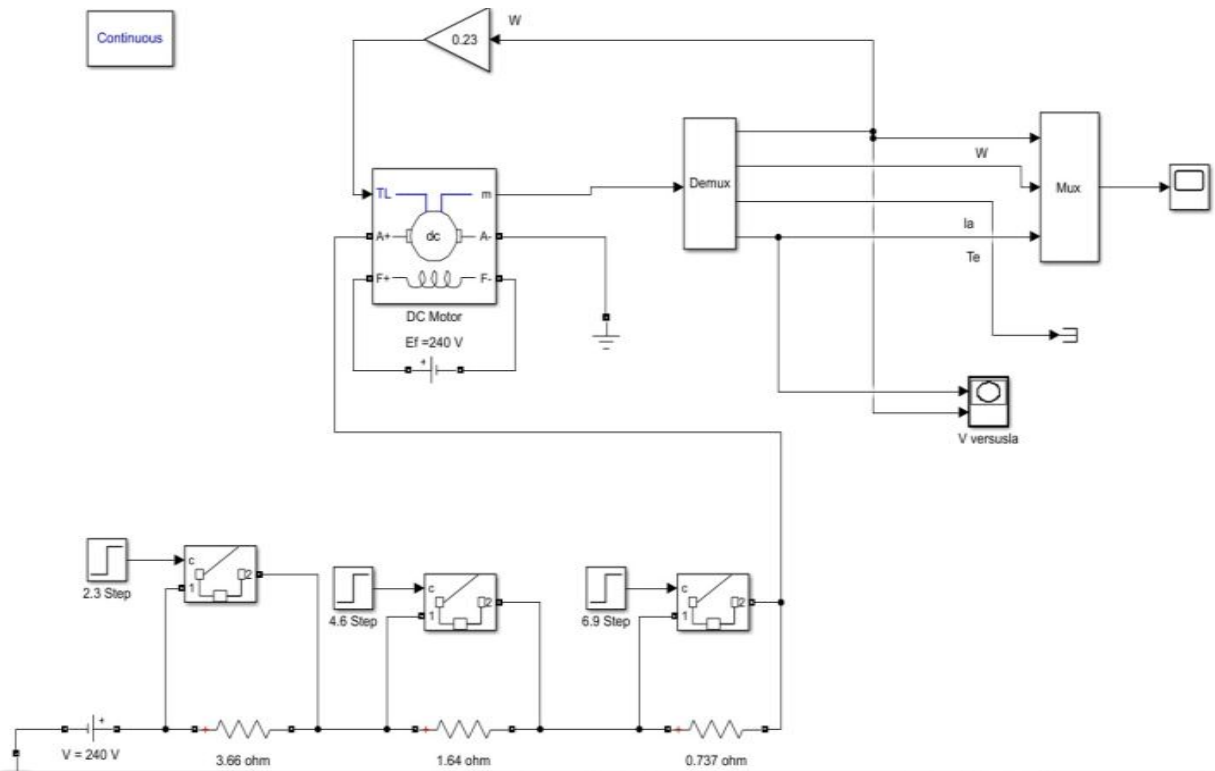 Continuous
0.23
W
TL
m
A+
dc
A-
F+
F-
DC Motor
Ef =240 V
Demux
W
Ia
Te
Mux
V versusIa
c
1
2
2.3 Step
c
1
2
4.6 Step
c
1
2
6.9 Step
+
V = 240 V
+
3.66 ohm
+
1.64 ohm
+
0.737 ohm
+